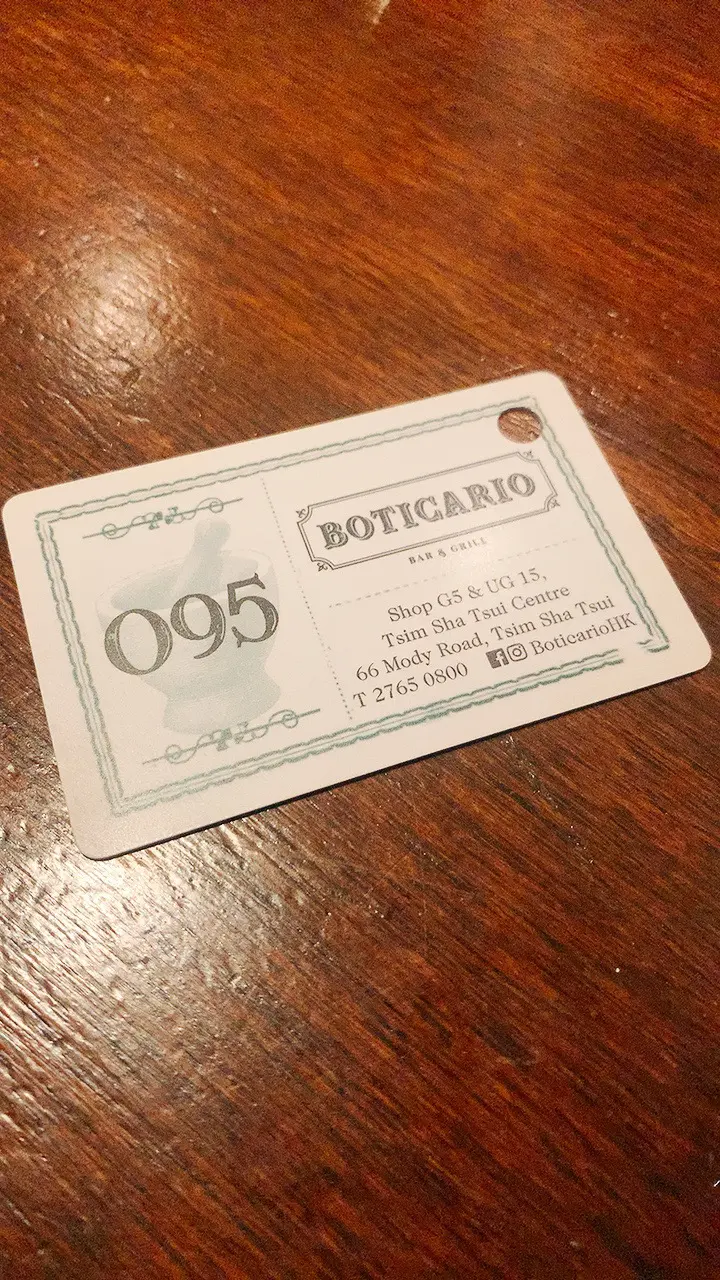 095
BOTICARIO
BAR & GRILL
Shop G5 & UG 15,
Tsim Sha Tsui Centre
66 Mody Road, Tsim Sha Tsui
T 2765 0800 BoticarioHK